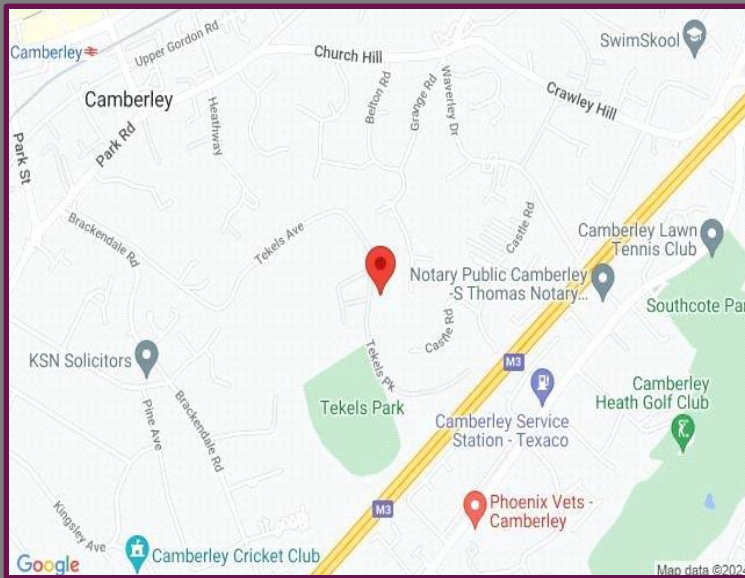 Camberley
Upper Gordon Rd
Church Hill
SwimSkool
Camberley
Belton Rd
Grange Rd
Waverley Dr
Crawley Hill
Park St
Park Rd
Heathway
Brackendale Rd
Tekels Ave
Castle Rd
Camberley Lawn
Tennis Club
Notary Public Camberley
-S Thomas Notary...
Southcote Par
Castle Rd
KSN Solicitors
Tekels Pk
M3
Camberley
Heath Golf Club
Tekels Park
Pine Ave
Brackendale Rd
Camberley Service
Station - Texaco
M3
Phoenix Vets -
Camberley
Kingsley Ave
Camberley Cricket Club
Google
Map data ©2024